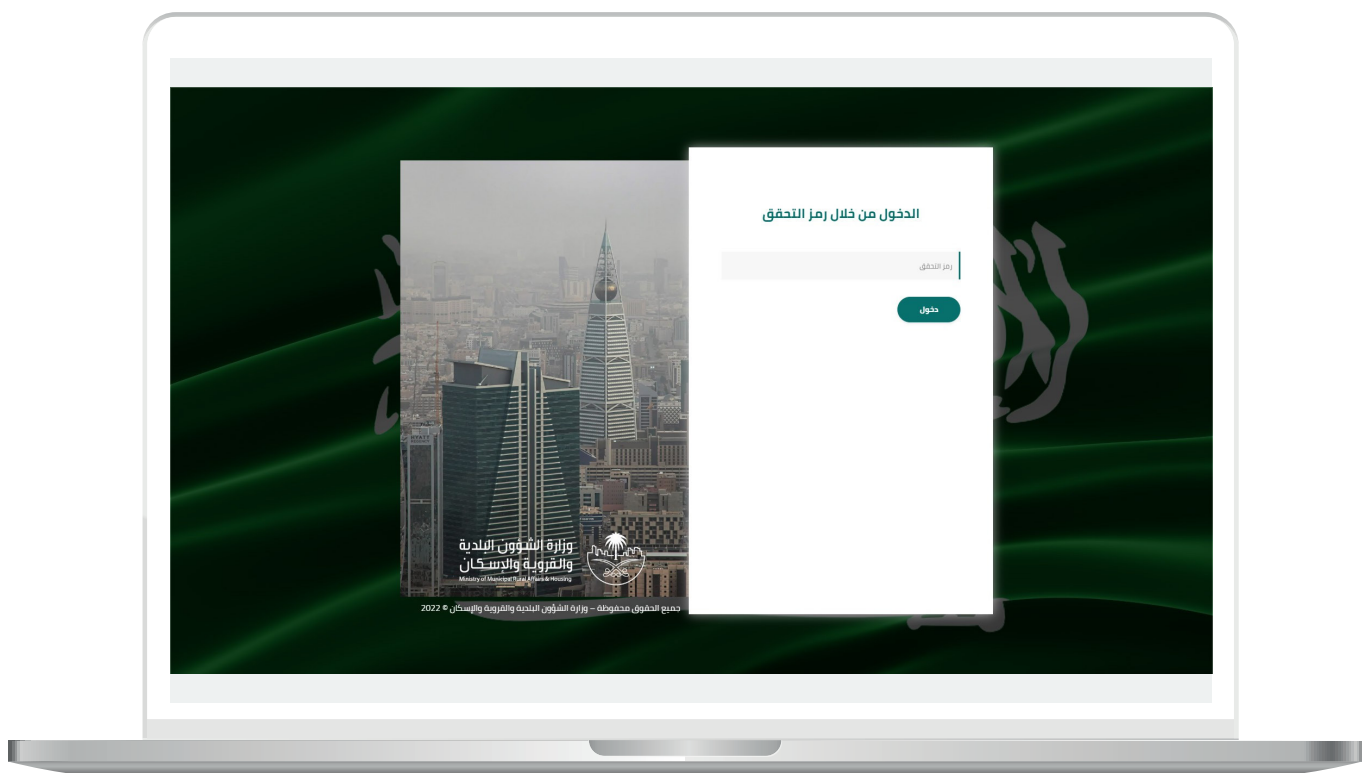 الدخول من خلال رمز التحقق
رمز التحقق
دخول
وزارة الشؤون البلدية
والقروية والإسكان
Ministry of Municipal Rural Affairs & Housing
جميع الحقوق محفوظة – وزارة الشؤون البلدية والقروية والإسكان © 2022